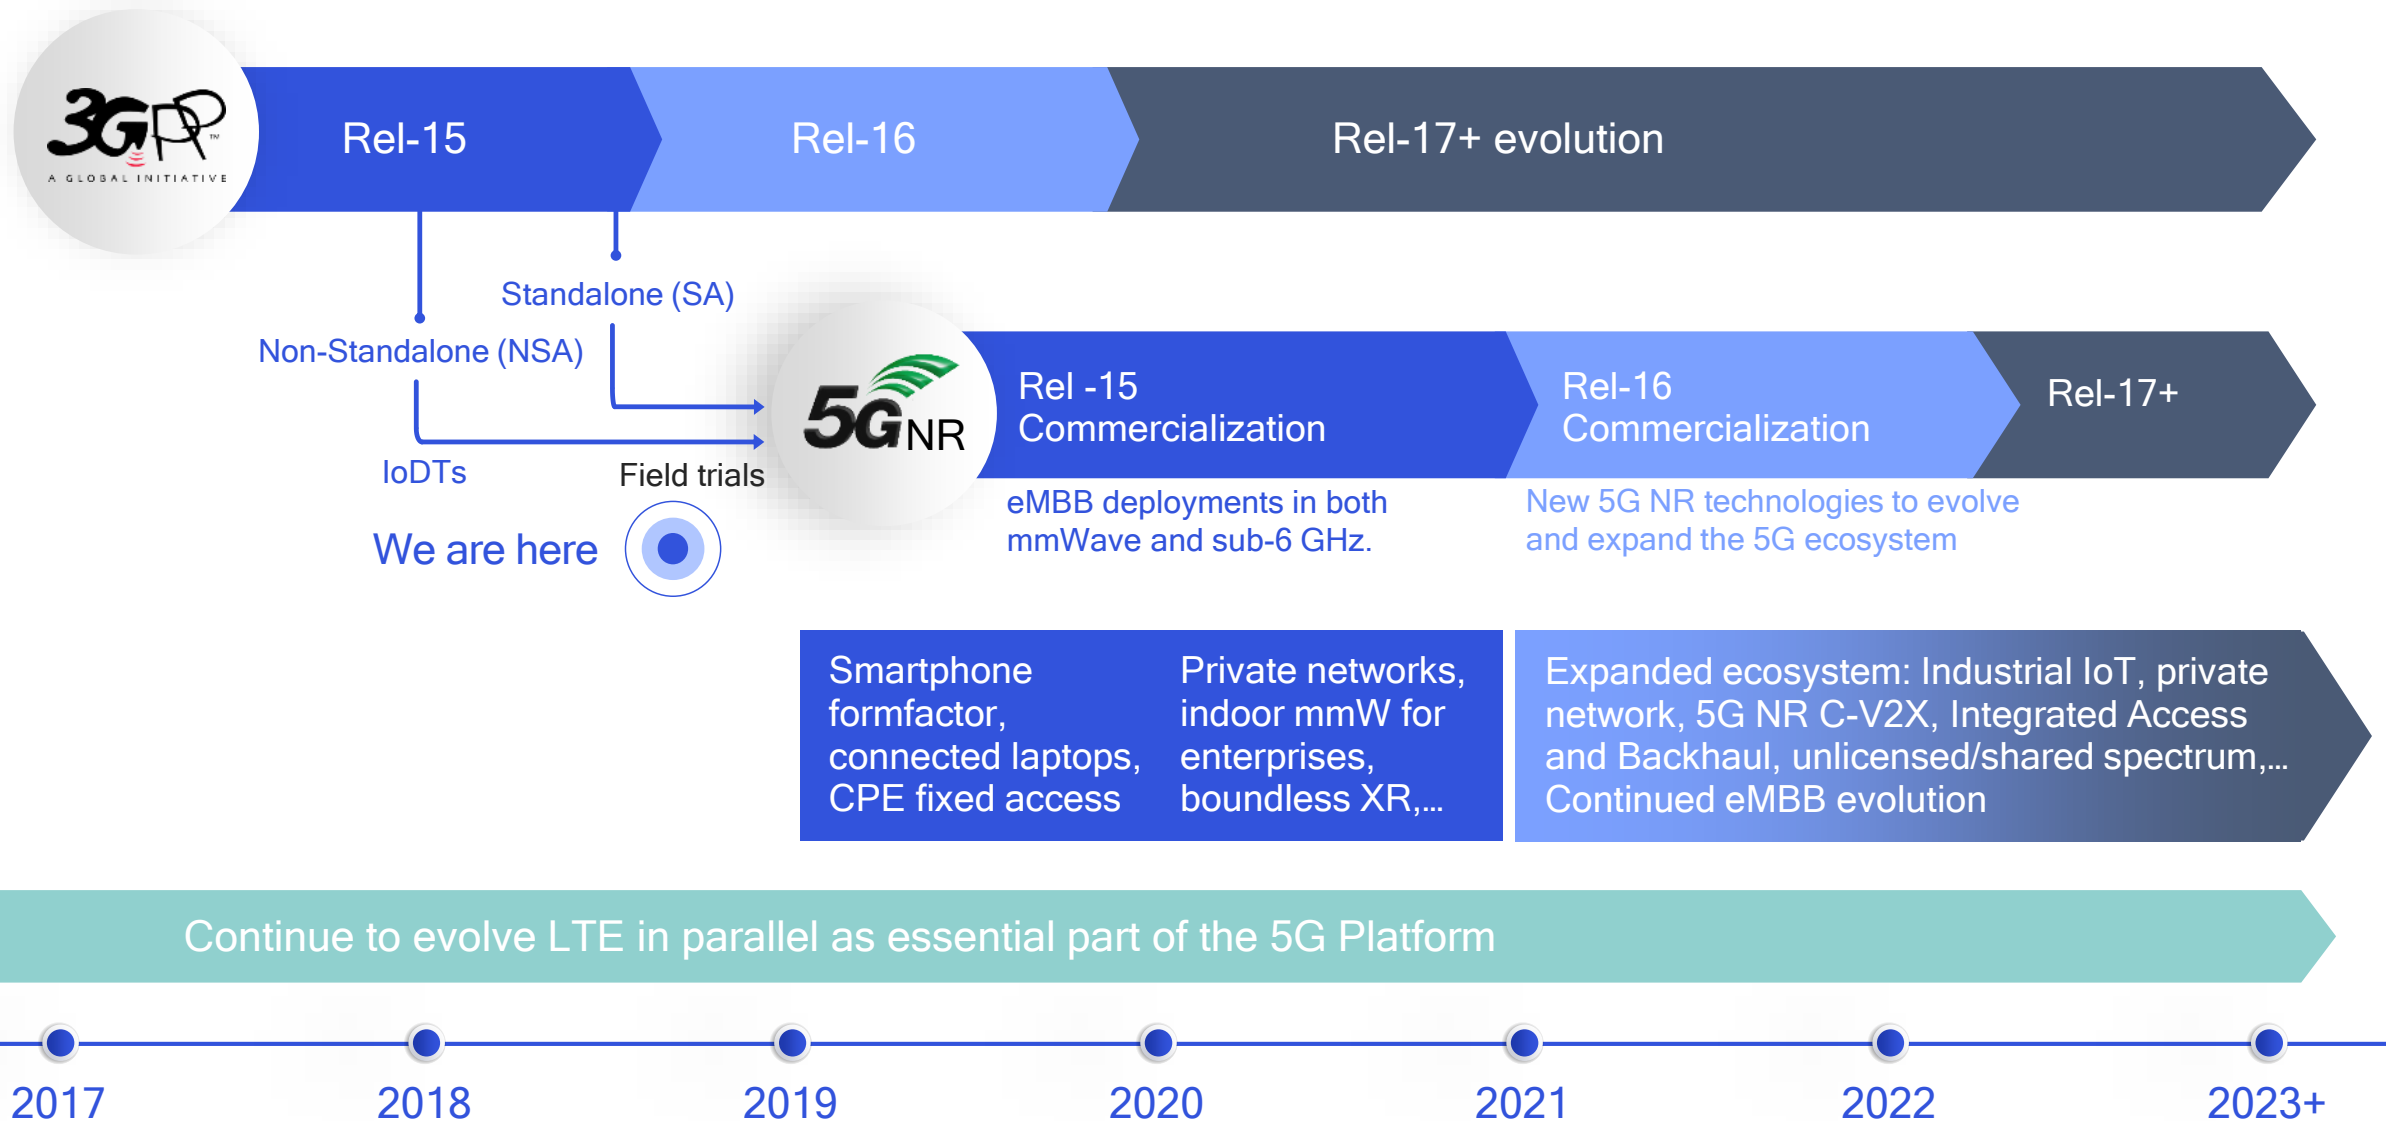 3GPP™
A GLOBAL INITIATIVE
Rel-15
Rel-16
Rel-17+ evolution
Standalone (SA)
Non-Standalone (NSA)
IoDTs
Field trials
We are here
5G NR
Rel -15
Commercialization
Rel-16
Commercialization
Rel-17+
eMBB deployments in both
mmWave and sub-6 GHz.
New 5G NR technologies to evolve
and expand the 5G ecosystem
Smartphone
formfactor,
connected laptops,
CPE fixed access
Private networks,
indoor mmW for
enterprises,
boundless XR,...
Expanded ecosystem: Industrial IoT, private
network, 5G NR C-V2X, Integrated Access
and Backhaul, unlicensed/shared spectrum,...
Continued eMBB evolution
Continue to evolve LTE in parallel as essential part of the 5G Platform
2017
2018
2019
2020
2021
2022
2023+